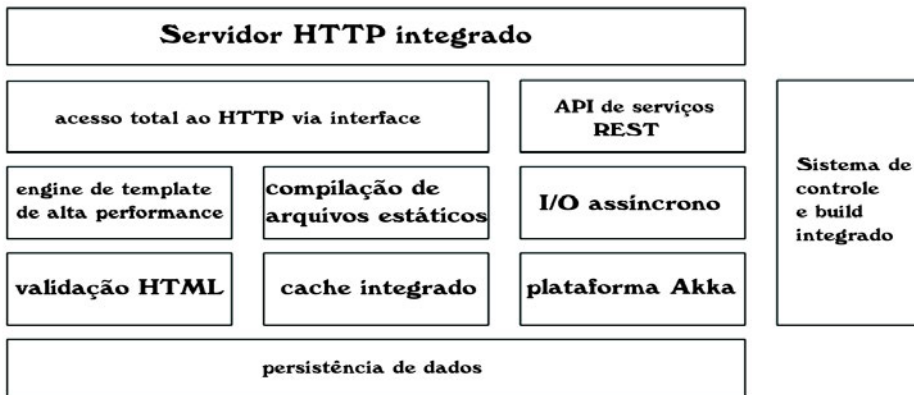 Servidor HTTP integrado
acesso total ao HTTP via interface
API de serviços
REST
engine de template
de alta performance
compilação de
arquivos estáticos
I/O assíncrono
Sistema de
controle
e build
integrado
validação HTML
cache integrado
plataforma Akka
persistência de dados